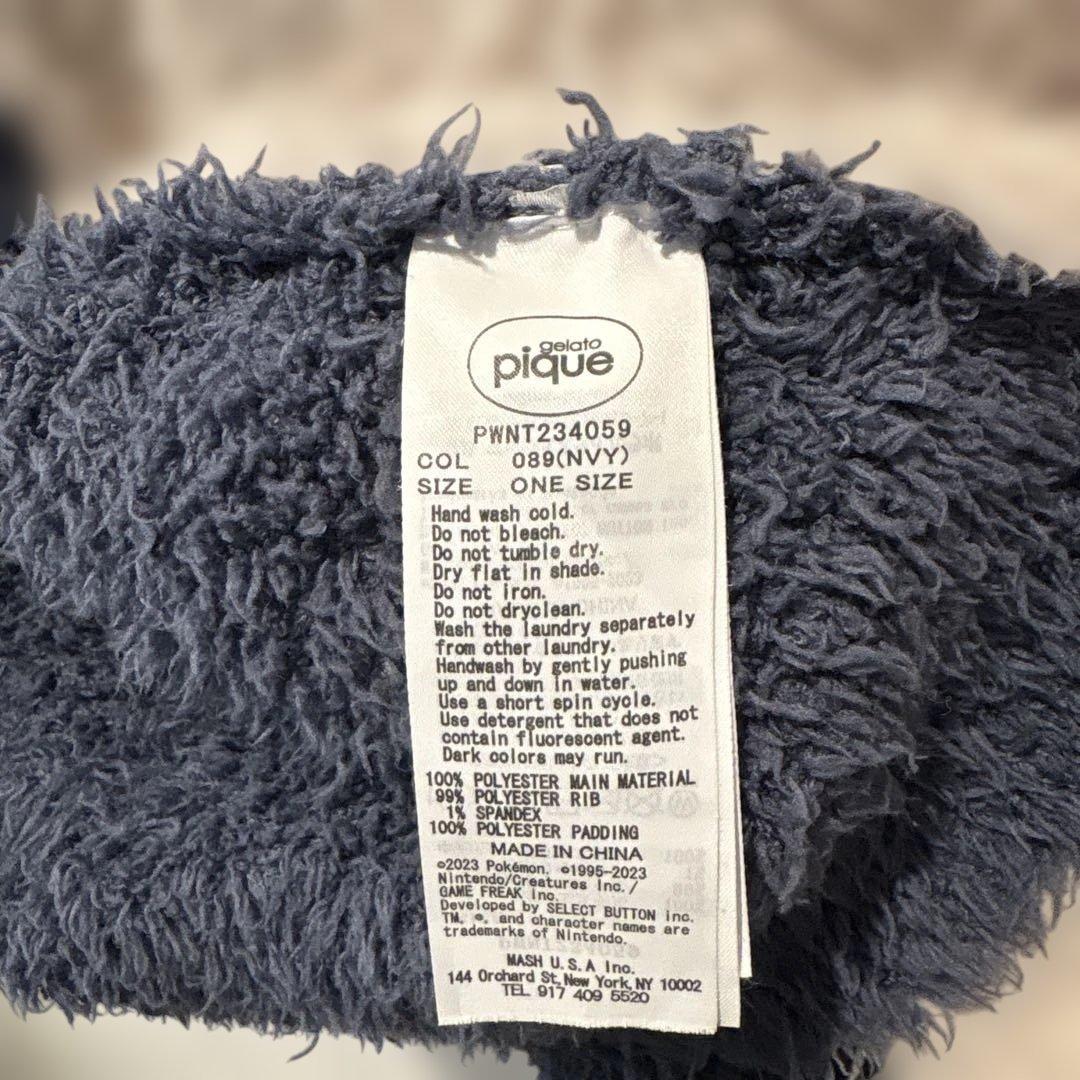 gelato
pique
PWNT234059
COL 089(NVY)
SIZE ONE SIZE
Hand wash cold.
Do not bleach.
Do not tumble dry.
Dry flat in shade.
Do not iron.
Do not dryclean.
Wash the laundry separately
from other laundry.
Handwash by gently pushing
up and down in water.
Use a short spin cycle.
Use detergent that does not
contain fluorescent agent.
Dark colors may run.
100% POLYESTER MAIN MATERIAL
99% POLYESTER RIB
1% SPANDEX
100% POLYESTER PADDING
MADE IN CHINA
©2023 Pokémon. ©1995-2023
Nintendo/Creatures Inc./
GAME FREAK inc.
Developed by SELECT BUTTON inc.
TM, ®, and character names are
trademarks of Nintendo.
MASH U.S.A Inc.
144 Orchard St, New York, NY 10002
TEL 917 409 5520